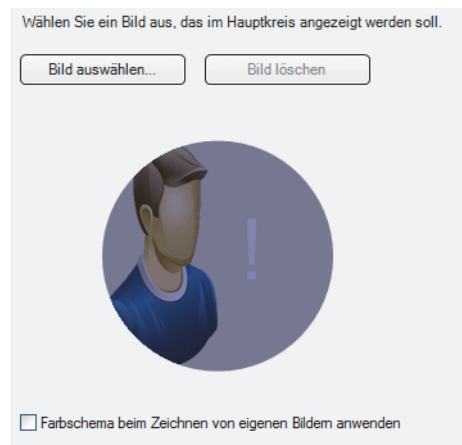 Wählen Sie ein Bild aus, das im Hauptkreis angezeigt werden soll.
Bild auswählen...
Bild löschen
!
Farbschema beim Zeichnen von eigenen Bildern anwenden